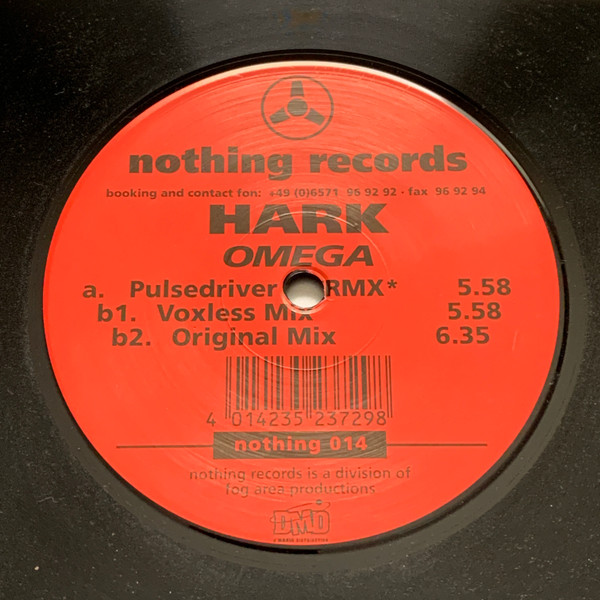 nothing records
booking and contact fon: +49 (0)6571 96 92 92 · fax 96 92 94
HARK
OMEGA
a. Pulsedriver RMX* 5.58
b1. Voxless Mix 5.58
b2. Original Mix 6.35
4 014235 237298
nothing 014
nothing records is a division of
fog area productions
DMD